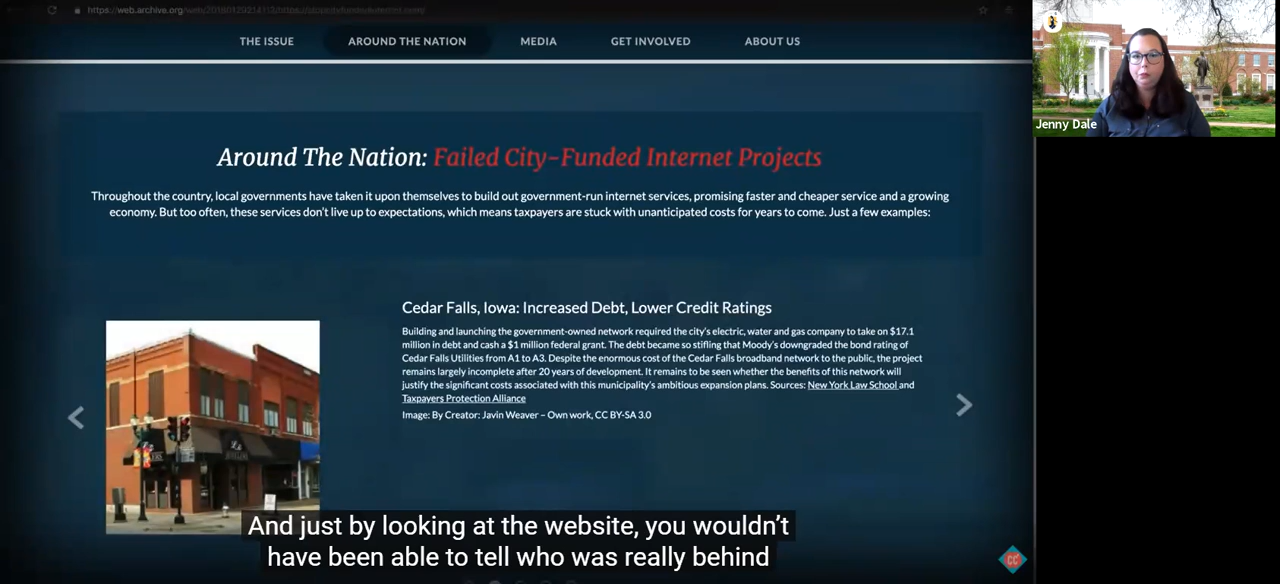 https://web.archive.org/web/
THE ISSUE AROUND THE NATION MEDIA GET INVOLVED ABOUT US
Jenny Dale
Around The Nation: Failed City-Funded Internet Projects
Throughout the country, local governments have taken it upon themselves to build out government-run internet services, promising faster and cheaper service and a growing
economy. But too often, these services don't live up to expectations, which means taxpayers are stuck with unanticipated costs for years to come. Just a few examples:
Cedar Falls, Iowa: Increased Debt, Lower Credit Ratings
Building and launching the government-owned network required the city's electric, water and gas company to take on $17.1
million in debt and cash a $1 million federal grant. The debt became so stifling that Moody's downgraded the bond rating of
Cedar Falls Utilities from A1 to A3. Despite the enormous cost of the Cedar Falls broadband network to the public, the project
remains largely incomplete after 20 years of development. It remains to be seen whether the benefits of this network will
justify the significant costs associated with this municipality's ambitious expansion plans. Sources: New York Law School and
Taxpayers Protection Alliance
Image: By Creator: Javin Weaver – Own work, CC BY-SA 3.0
And just by looking at the website, you wouldn't
have been able to tell who was really behind
CC